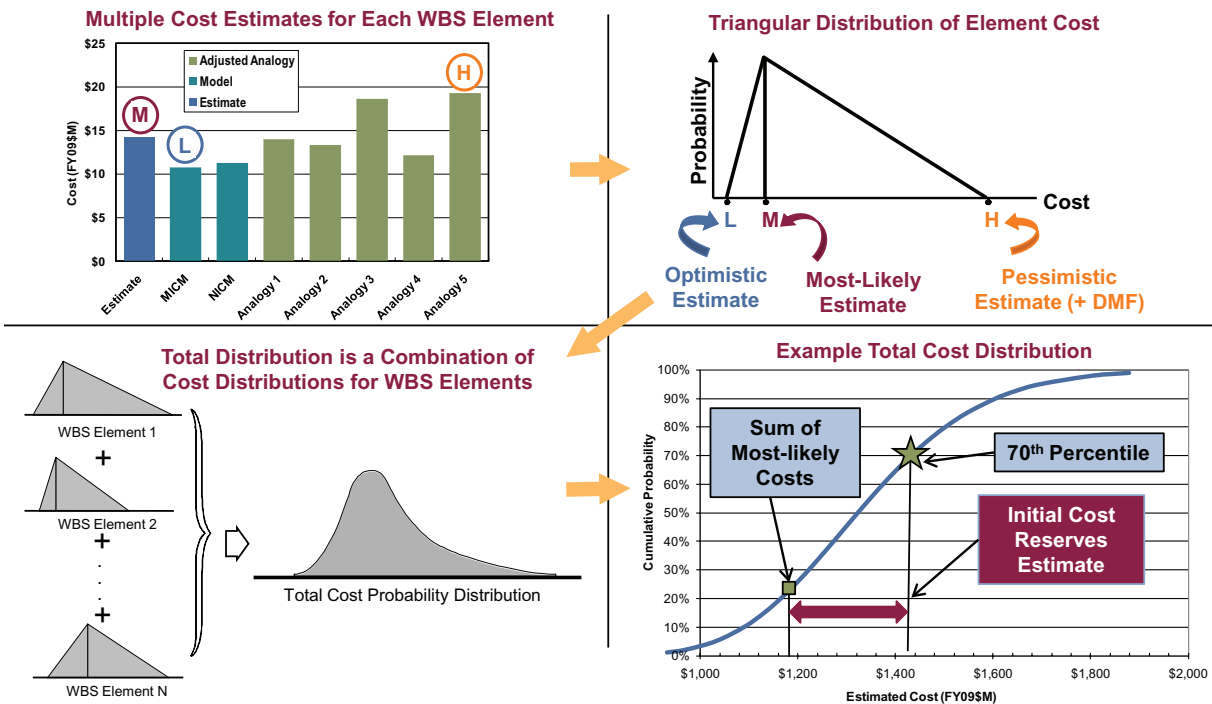 Multiple Cost Estimates for Each WBS Element
$25
$20
$15
$10
$5
$0
Cost (FY09$M)
Adjusted Analogy
Model
Estimate
M
L
H
Estimate
MICM
NICM
Analogy 1
Analogy 2
Analogy 3
Analogy 4
Analogy 5
Triangular Distribution of Element Cost
Probability
Cost
L
M
H
Optimistic
Estimate
Most-Likely
Estimate
Pessimistic
Estimate (+ DMF)
Total Distribution is a Combination of
Cost Distributions for WBS Elements
WBS Element 1
+
WBS Element 2
+
.
.
.
+
WBS Element N
Total Cost Probability Distribution
Example Total Cost Distribution
100%
90%
80%
70%
60%
50%
40%
30%
20%
10%
0%
Cumulative Probability
Sum of
Most-likely
Costs
70th Percentile
Initial Cost
Reserves
Estimate
$1,000
$1,200
$1,400
$1,600
$1,800
$2,000
Estimated Cost (FY09$M)